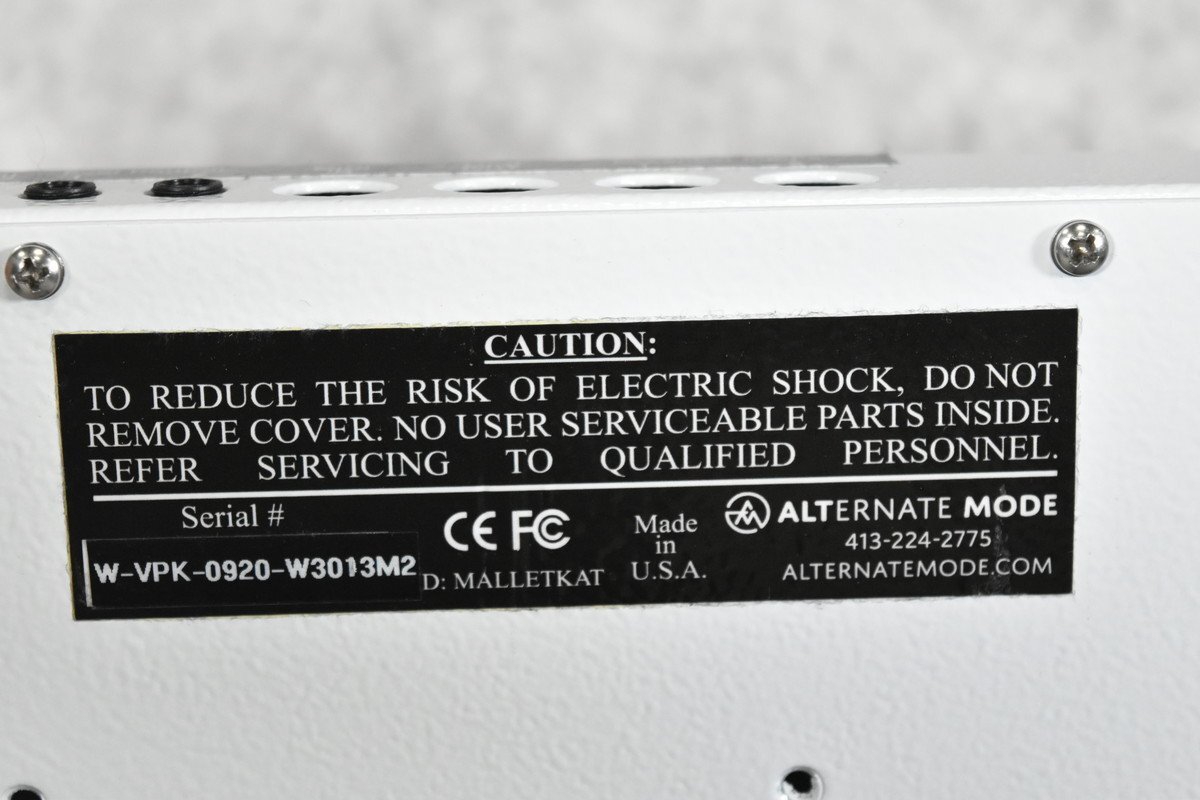 CAUTION:
TO REDUCE THE RISK OF ELECTRIC SHOCK, DO NOT
REMOVE COVER. NO USER SERVICEABLE PARTS INSIDE.
REFER SERVICING TO QUALIFIED PERSONNEL.
Serial #
W-VPK-0920-W3013M2
CE FC
D: MALLETKAT
Made
in
U.S.A.
ALTERNATE MODE
413-224-2775
ALTERNATEMODE.COM